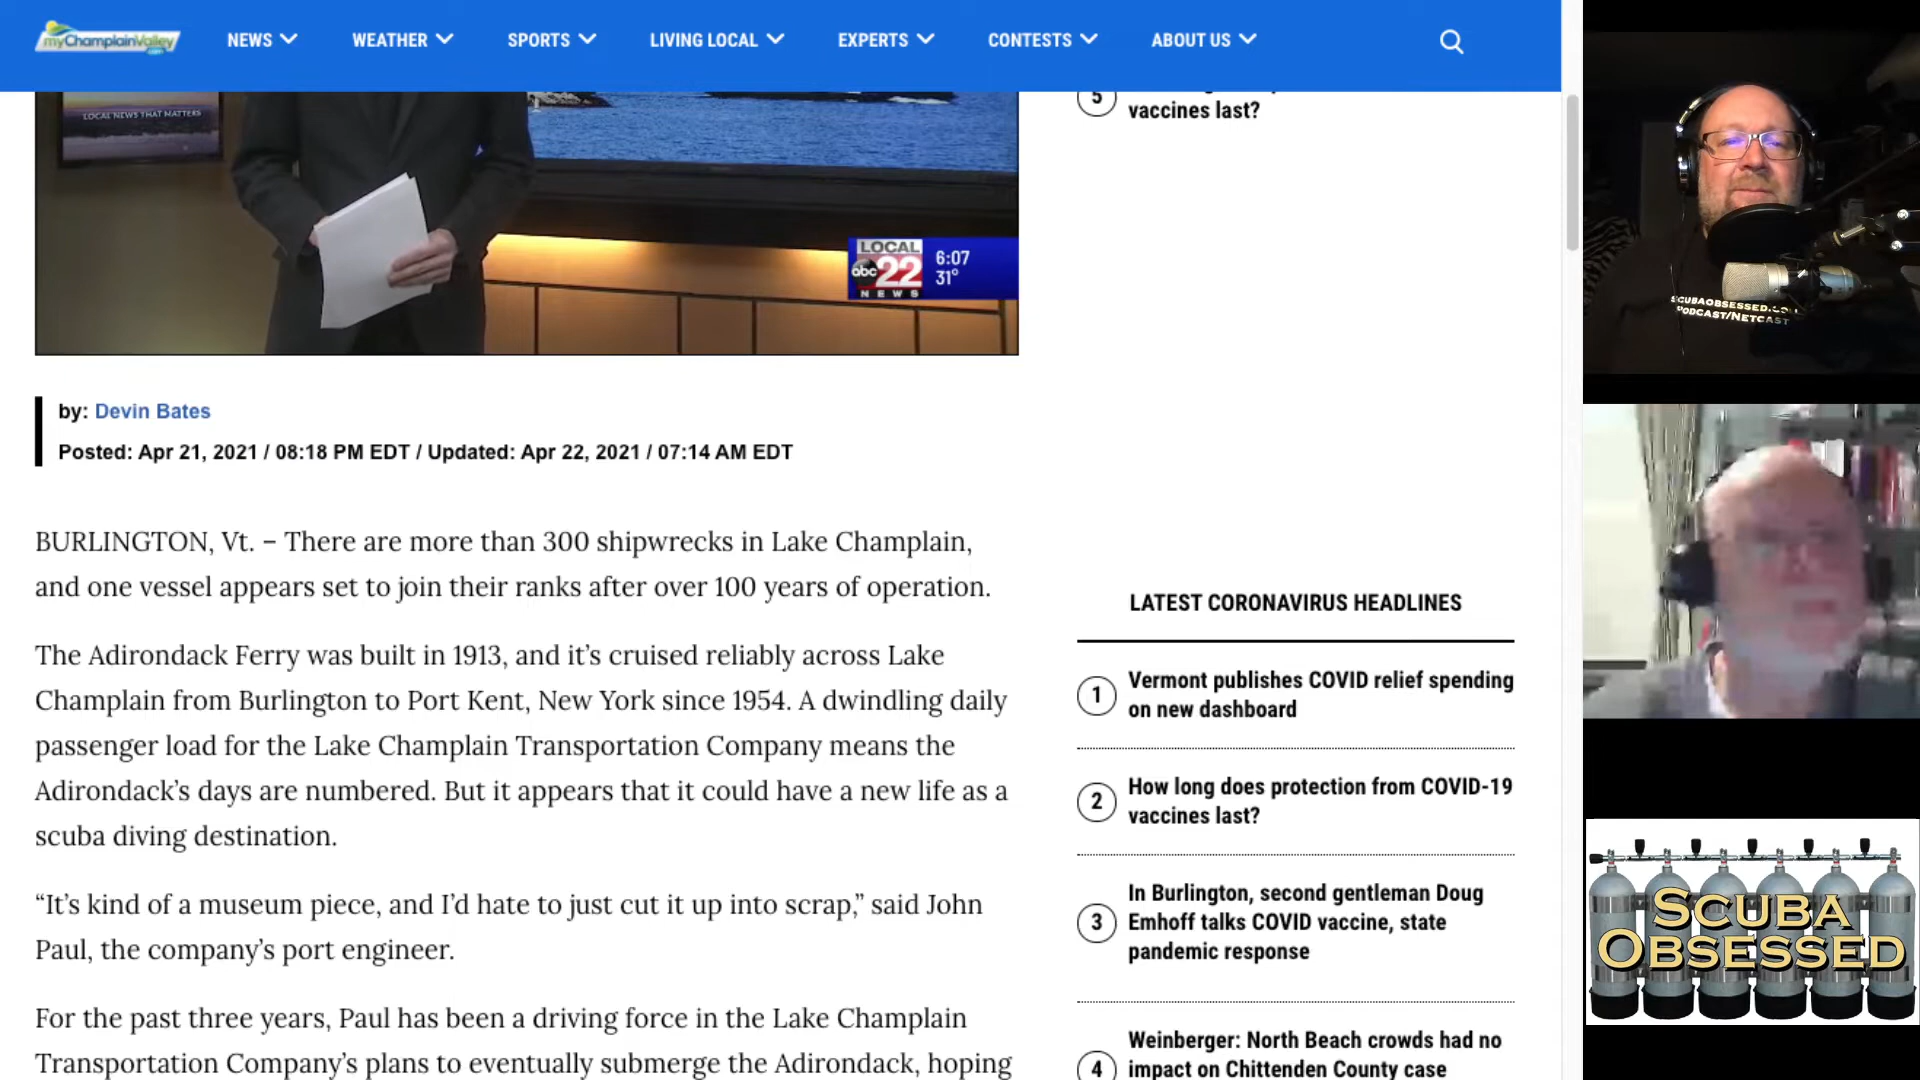 myChamplainValley
NEWS
WEATHER
SPORTS
LIVING LOCAL
EXPERTS
CONTESTS
ABOUT US
LOCAL NEWS THAT MATTERS
LOCAL
abc 22
NEWS
6:07
31°
5
vaccines last?
by: Devin Bates
Posted: Apr 21, 2021 / 08:18 PM EDT / Updated: Apr 22, 2021 / 07:14 AM EDT
BURLINGTON, Vt. – There are more than 300 shipwrecks in Lake Champlain,
and one vessel appears set to join their ranks after over 100 years of operation.
The Adirondack Ferry was built in 1913, and it’s cruised reliably across Lake
Champlain from Burlington to Port Kent, New York since 1954. A dwindling daily
passenger load for the Lake Champlain Transportation Company means the
Adirondack’s days are numbered. But it appears that it could have a new life as a
scuba diving destination.
“It’s kind of a museum piece, and I’d hate to just cut it up into scrap,” said John
Paul, the company’s port engineer.
For the past three years, Paul has been a driving force in the Lake Champlain
Transportation Company’s plans to eventually submerge the Adirondack, hoping
LATEST CORONAVIRUS HEADLINES
1
Vermont publishes COVID relief spending
on new dashboard
2
How long does protection from COVID-19
vaccines last?
3
In Burlington, second gentleman Doug
Emhoff talks COVID vaccine, state
pandemic response
4
Weinberger: North Beach crowds had no
impact on Chittenden County case
SCUBAOBSESSED.COM
PODCAST/NETCAST
SCUBA
OBSESSED